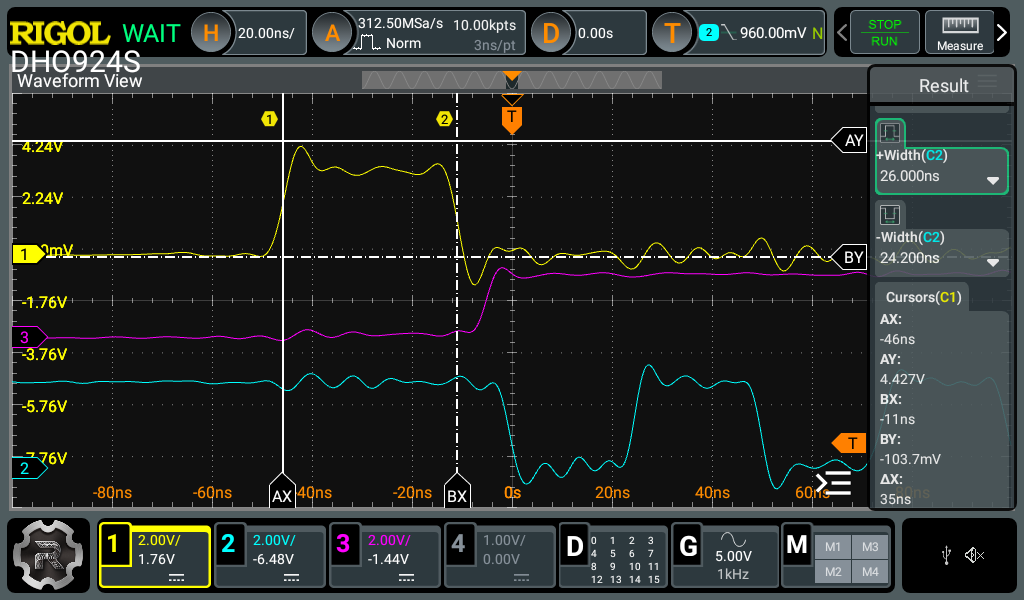 RIGOL WAIT H 20.00ns/ A 312.50MSa/s 10.00kpts Norm 3ns/pt D 0.00s T 2 960.00mV N STOP RUN Measure
DHO924S
Waveform View
Result
1 2 T
4.24V AY
+Width(C2)
26.000ns
2.24V
-Width(C2)
24.200ns
1 mV BY
Cursors(C1)
-1.76V
AX:
-46ns
3
-3.76V
AY:
4.427V
-5.76V
BX:
-11ns
T
BY:
-103.7mV
2 -7.76V
ΔX:
35ns
-80ns -60ns AX -40ns -20ns BX 0s 20ns 40ns 60ns
1 2.00V/ 1.76V
2 2.00V/ -6.48V
3 2.00V/ -1.44V
4 1.00V/ 0.00V
D 0 1 2 3
4 5 6 7
8 9 10 11
12 13 14 15
G 5.00V 1kHz
M M1 M3
M2 M4